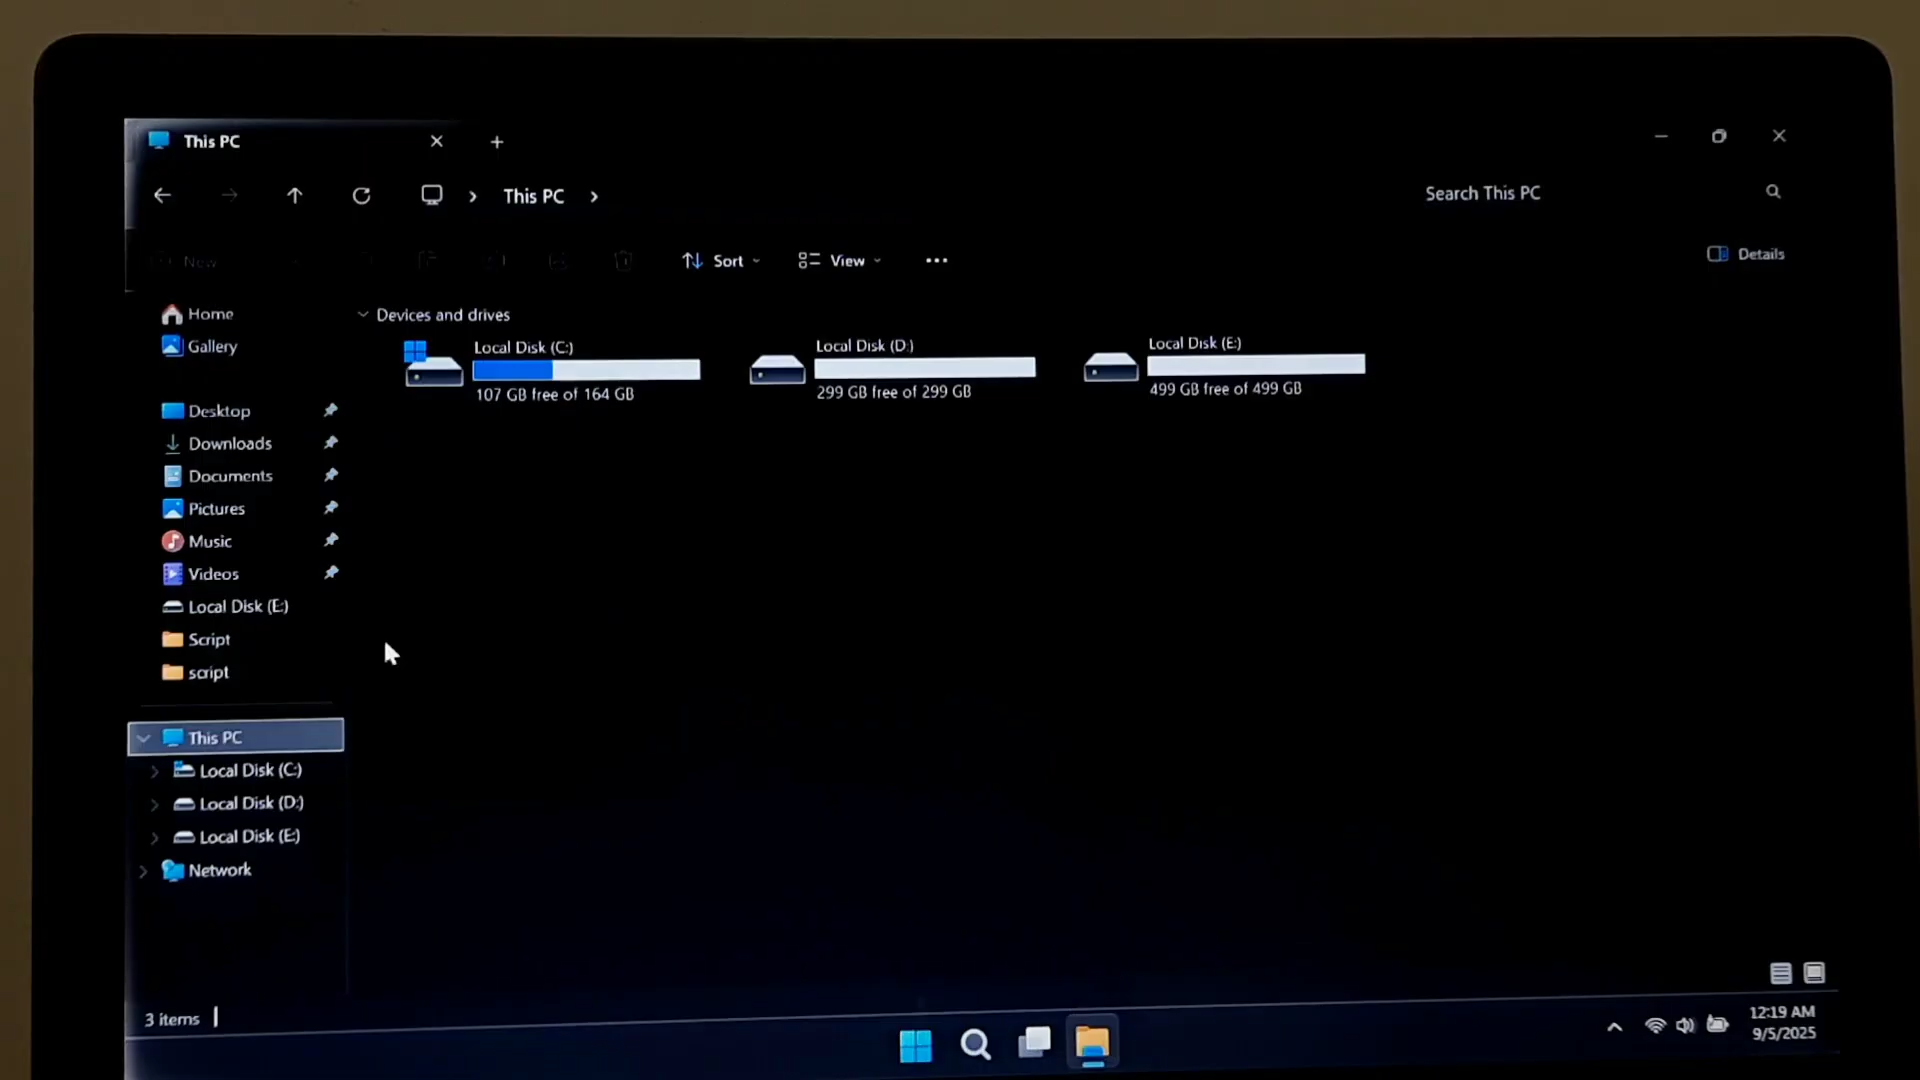 This PC
This PC
Search This PC
New
Sort
View
Details
Home
Gallery
Desktop
Downloads
Documents
Pictures
Music
Videos
Local Disk (E:)
Script
script
This PC
Local Disk (C:)
Local Disk (D:)
Local Disk (E:)
Network
Devices and drives
Local Disk (C:)
107 GB free of 164 GB
Local Disk (D:)
299 GB free of 299 GB
Local Disk (E:)
499 GB free of 499 GB
3 items
12:19 AM
9/5/2025